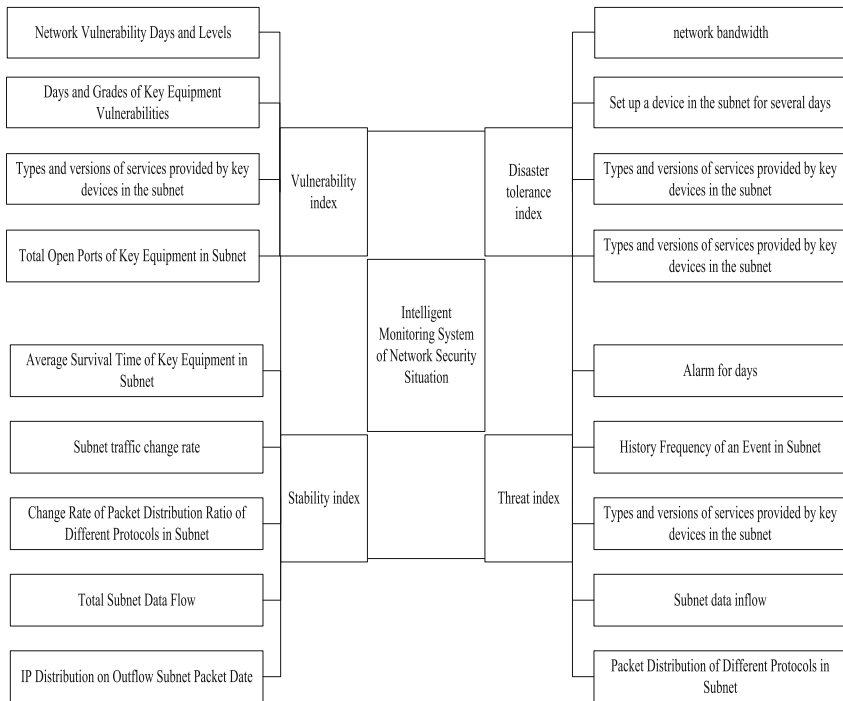 Network Vulnerability Days and Levels
Days and Grades of Key Equipment
Vulnerabilities
Types and versions of services provided by key
devices in the subnet
Total Open Ports of Key Equipment in Subnet
Average Survival Time of Key Equipment in
Subnet
Subnet traffic change rate
Change Rate of Packet Distribution Ratio of
Different Protocols in Subnet
Total Subnet Data Flow
IP Distribution on Outflow Subnet Packet Date
Vulnerability
index
Stability index
Intelligent
Monitoring System
of Network Security
Situation
Disaster
tolerance
index
Threat index
network bandwidth
Set up a device in the subnet for several days
Types and versions of services provided by key
devices in the subnet
Types and versions of services provided by key
devices in the subnet
Alarm for days
History Frequency of an Event in Subnet
Types and versions of services provided by key
devices in the subnet
Subnet data inflow
Packet Distribution of Different Protocols in
Subnet